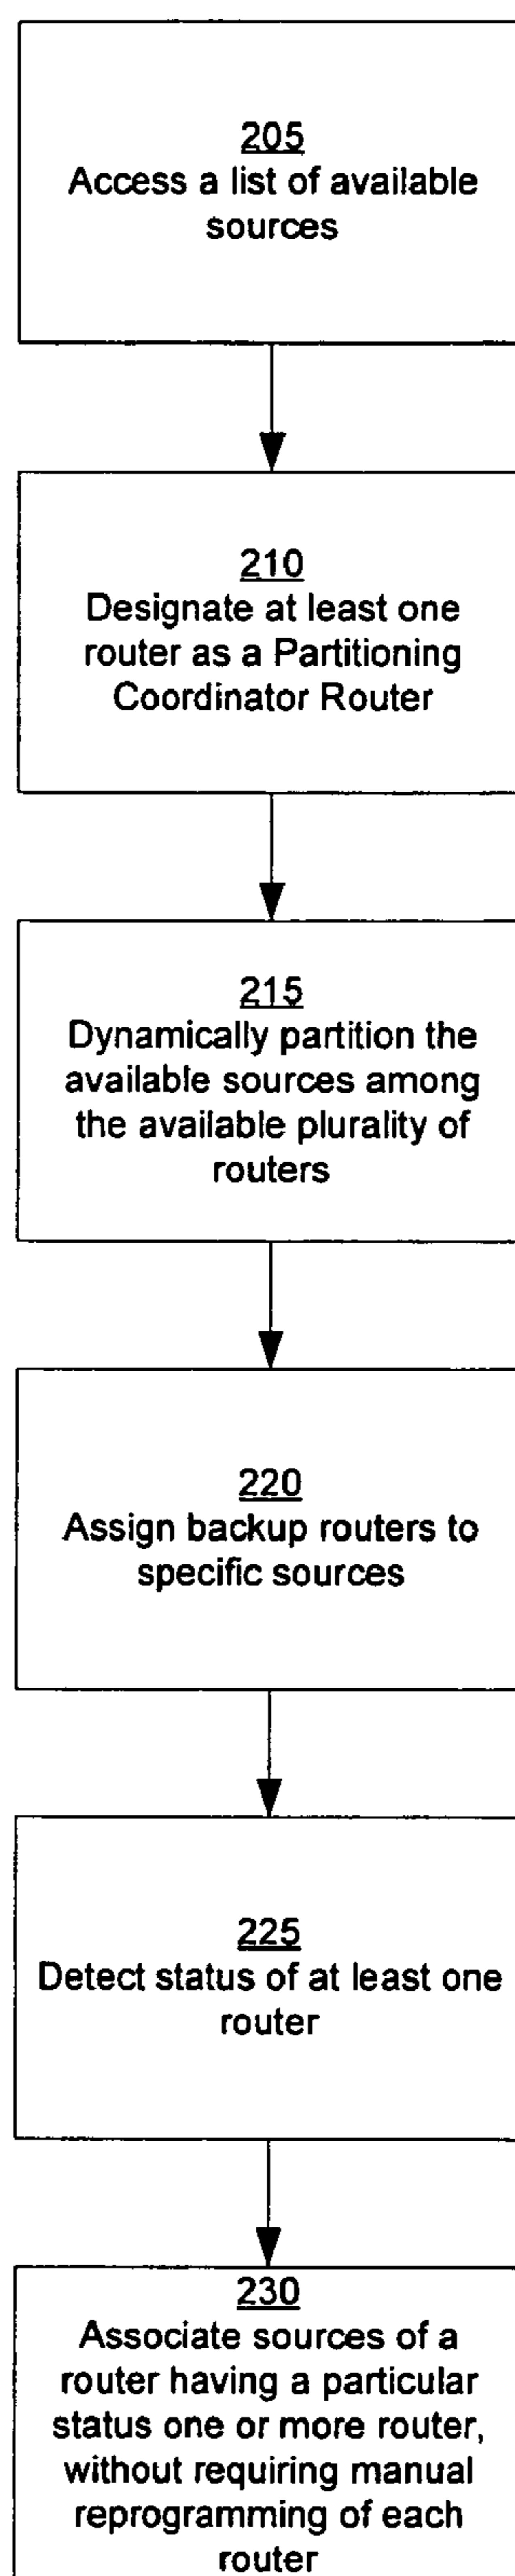 205
Access a list of available
sources
210
Designate at least one
router as a Partitioning
Coordinator Router
215
Dynamically partition the
available sources among
the available plurality of
routers
220
Assign backup routers to
specific sources
225
Detect status of at least one
router
230
Associate sources of a
router having a particular
status one or more router,
without requiring manual
reprogramming of each
router